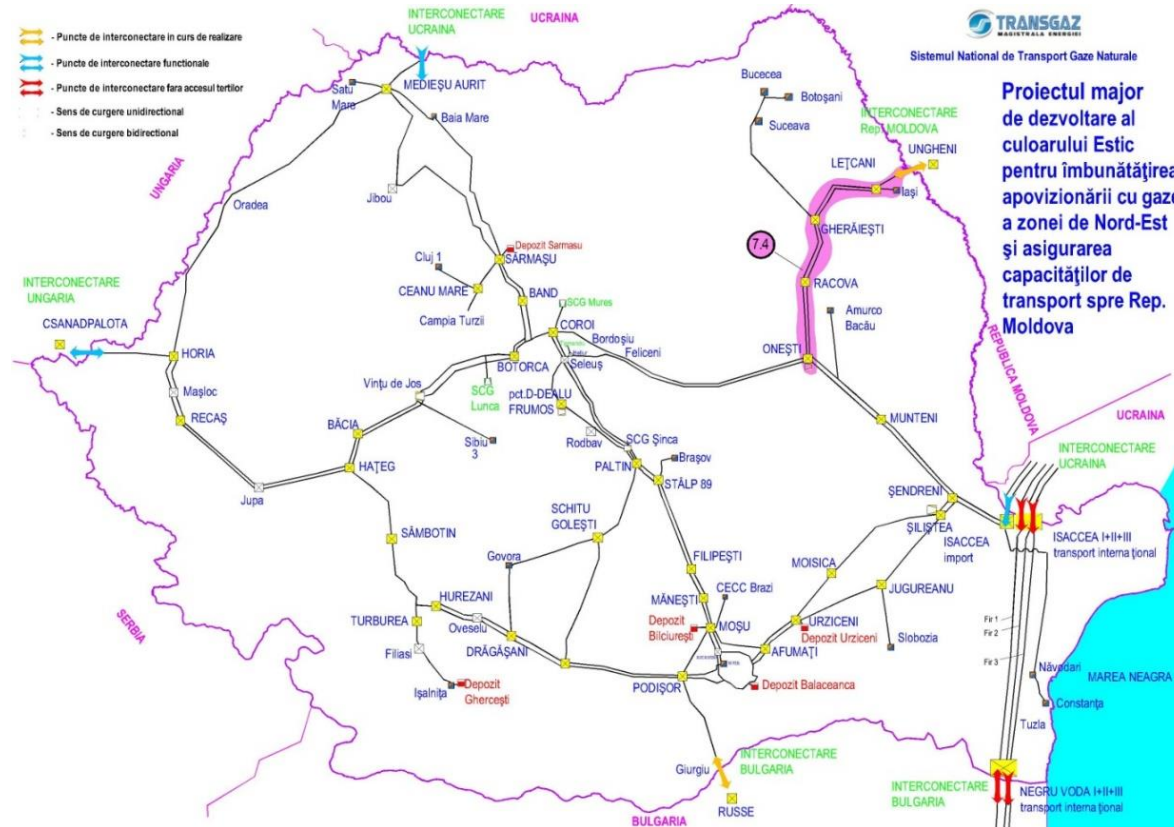 INTERCONECTARE
UCRAINA
UCRAINA
TRANSGAZ
MAGISTRALA ENERGIEI
Sistemul National de Transport Gaze Naturale
Proiectul major
de dezvoltare al
culoarului Estic
pentru îmbunătăţirea
apovizionării cu gaze
a zonei de Nord-Est
şi asigurarea
capacităţilor de
transport spre Rep.
Moldova
- Puncte de interconectare in curs de realizare
- Puncte de interconectare functionale
- Puncte de interconectare fara accesul tertilor
- Sens de curgere unidirectional
- Sens de curgere bidirectional
MEDIEŞU AURIT
Satu
Mare
Baia Mare
Bucecea
Botoşani
Suceava
INTERCONECTARE
Rep. MOLDOVA
UNGHENI
LEŢCANI
Iaşi
UNGARIA
Oradea
Jibou
GHERĂIEŞTI
7.4
Depozit Sarmasu
SĂRMAŞU
Cluj 1
CEANU MARE
Campia Turzii
BAND
RACOVA
INTERCONECTARE
UNGARIA
CSANADPALOTA
SCG Mures
COROI
Bordoşiu
Amurco
Bacău
HORIA
Maşloc
RECAŞ
BOTORCA
Seleuş
Feliceni
ONEŞTI
REPUBLICA MOLDOVA
Vinţu de Jos
SCG
Lunca
pct.D-DEALU
FRUMOS
MUNTENI
UCRAINA
BĂCIA
Sibiu
3
Rodbav
SCG Şinca
INTERCONECTARE
UCRAINA
HAŢEG
PALTIN
Braşov
STÂLP 89
Jupa
ŞENDRENI
ŞILIŞTEA
ISACCEA
import
ISACCEA I+II+III
transport interna ţional
SCHITU
GOLEŞTI
SÂMBOTIN
Govora
FILIPEŞTI
MOISICA
JUGUREANU
CECC Brazi
MĂNEŞTI
HUREZANI
Oveselu
TURBUREA
Depozit
Bilciureşti
MOŞU
URZICENI
Depozit Urziceni
Slobozia
Fir 1
Fir 2
Fir 3
SERBIA
Filiasi
DRĂGĂŞANI
AFUMAŢI
Işalniţa
Depozit
Gherceşti
PODIŞOR
Depozit Balaceanca
Năvodari
MAREA NEAGRA
Constanţa
Tuzla
Giurgiu
INTERCONECTARE
BULGARIA
RUSSE
BULGARIA
INTERCONECTARE
BULGARIA
NEGRU VODA I+II+III
transport interna ţional